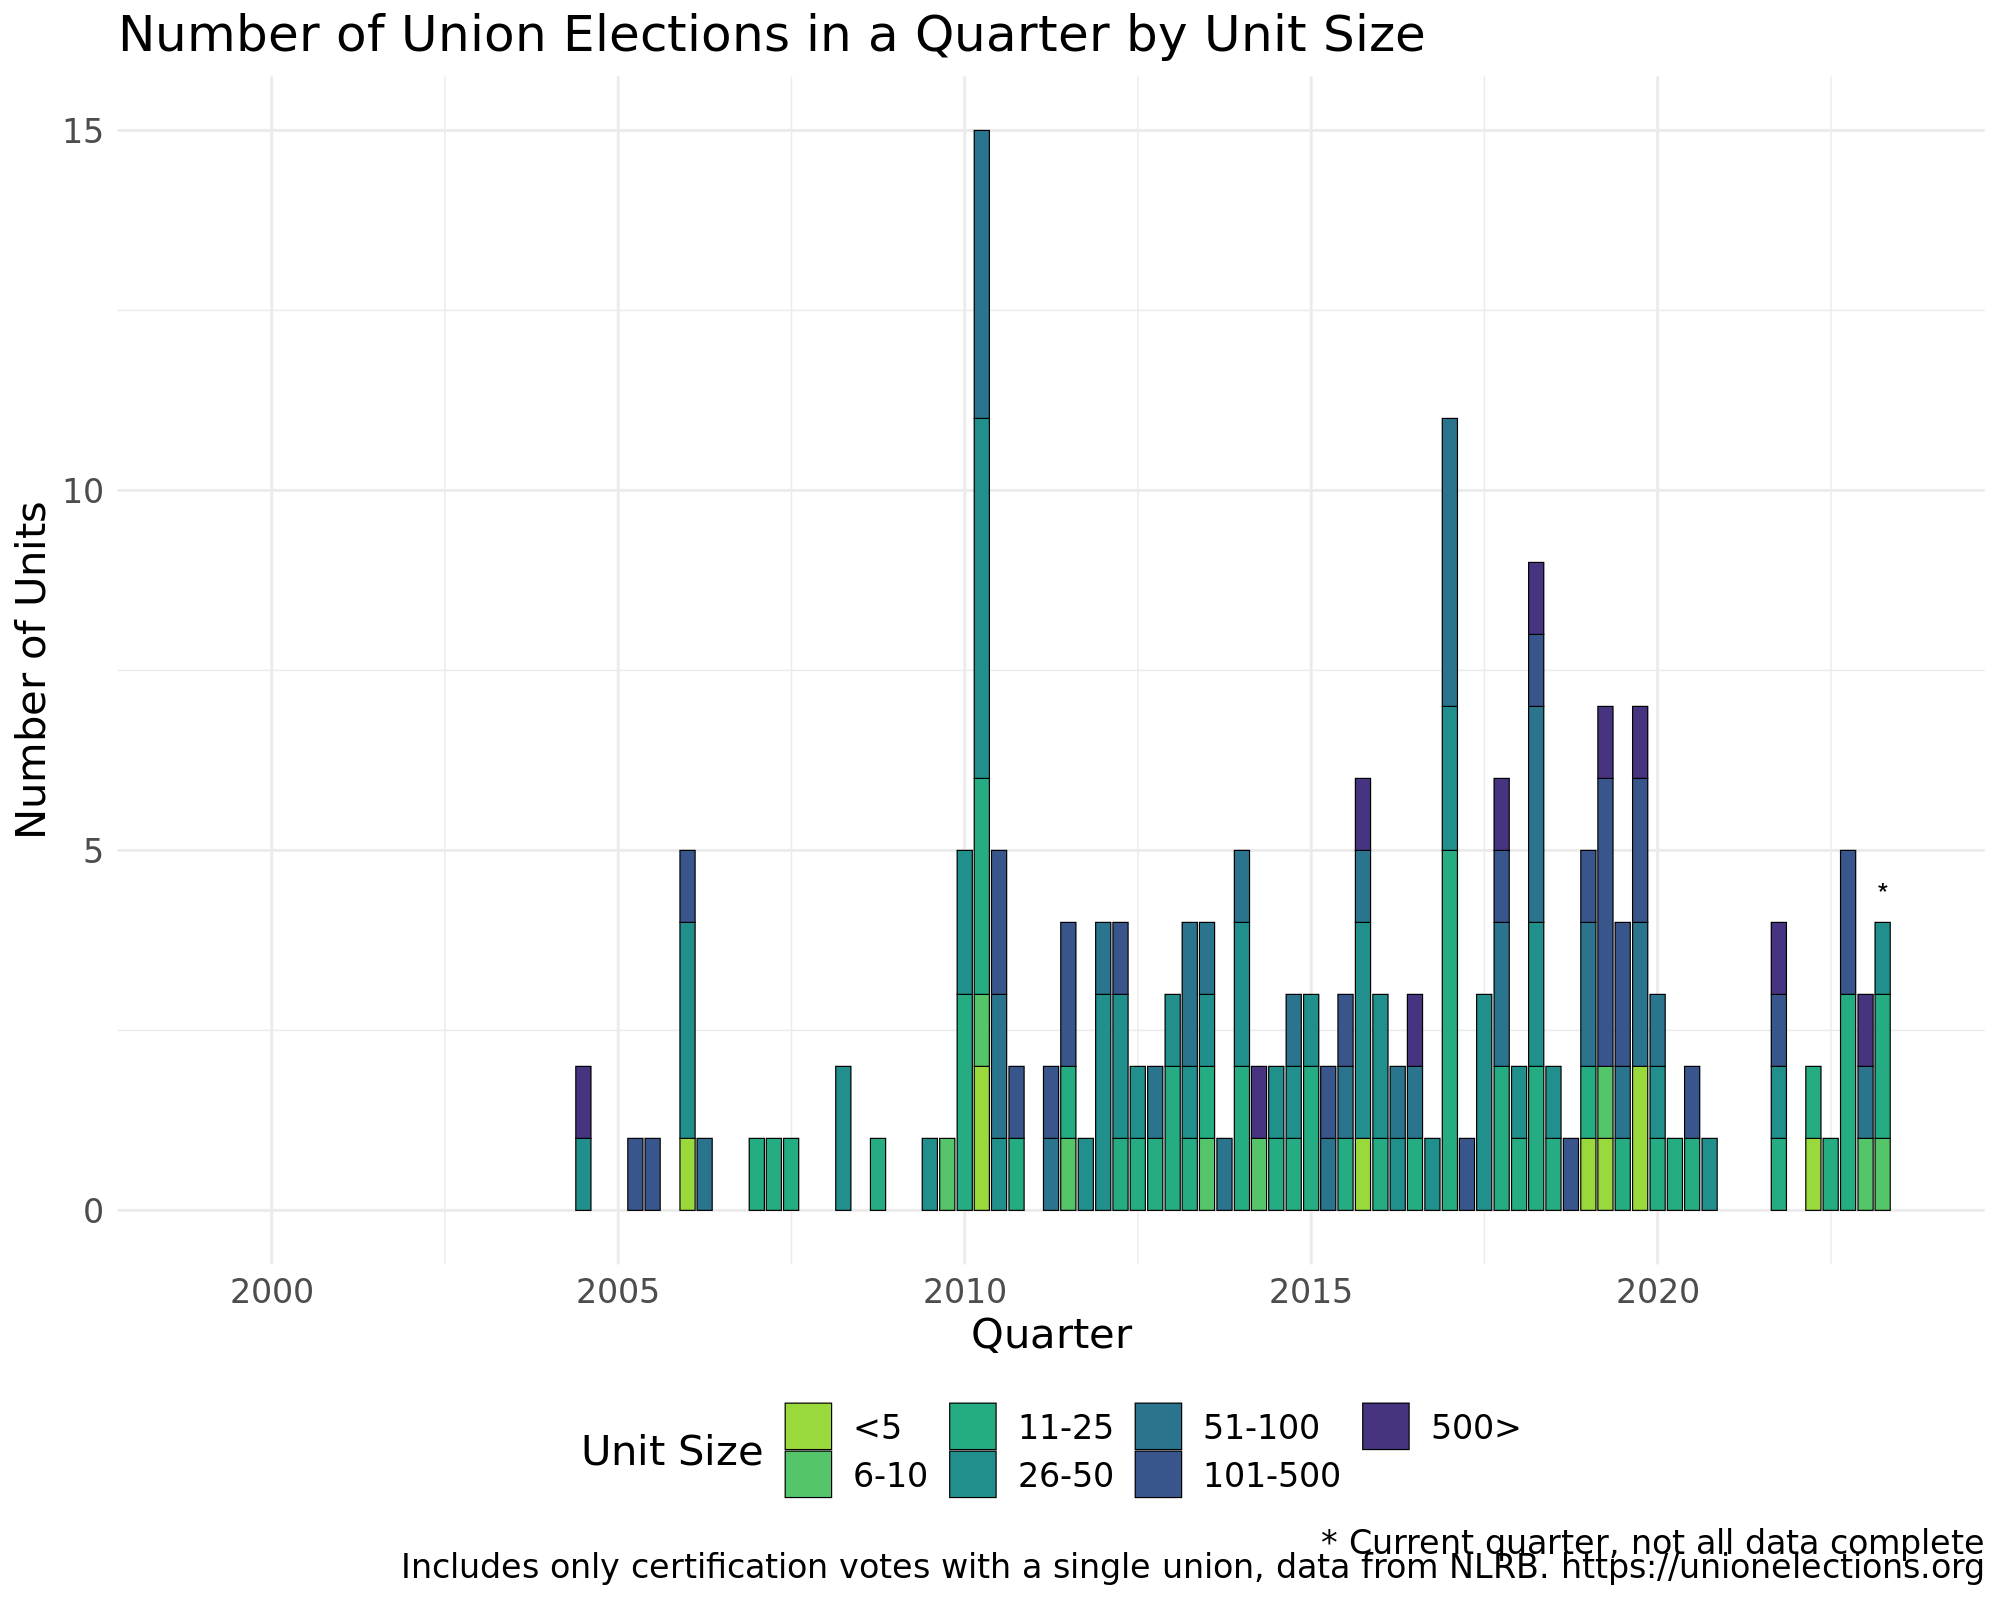 Number of Union Elections in a Quarter by Unit Size
Number of Units
15
10
5
0
*
2000 2005 2010 2015 2020
Quarter
Unit Size
<5 11-25 51-100 500>
6-10 26-50 101-500
* Current quarter, not all data complete
Includes only certification votes with a single union, data from NLRB. https://unionelections.org